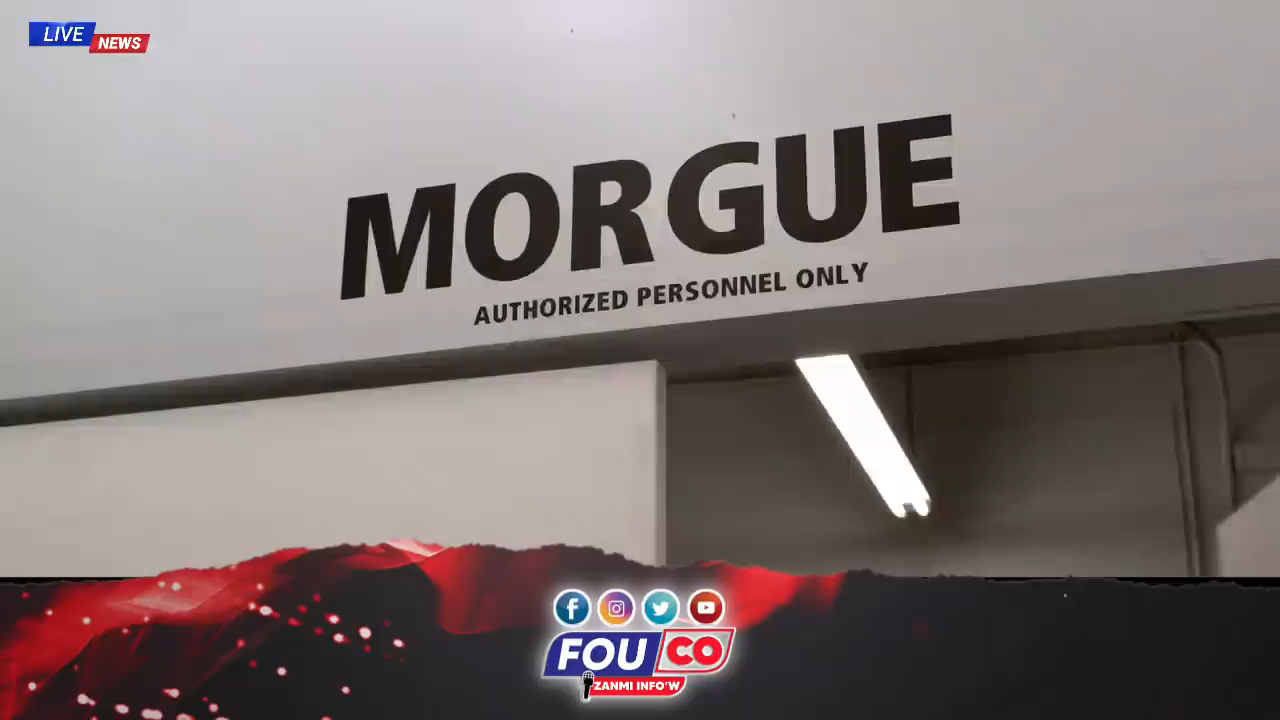 LIVE
NEWS
MORGUE
AUTHORIZED PERSONNEL ONLY
FOU CO
ZANMI INFO'W